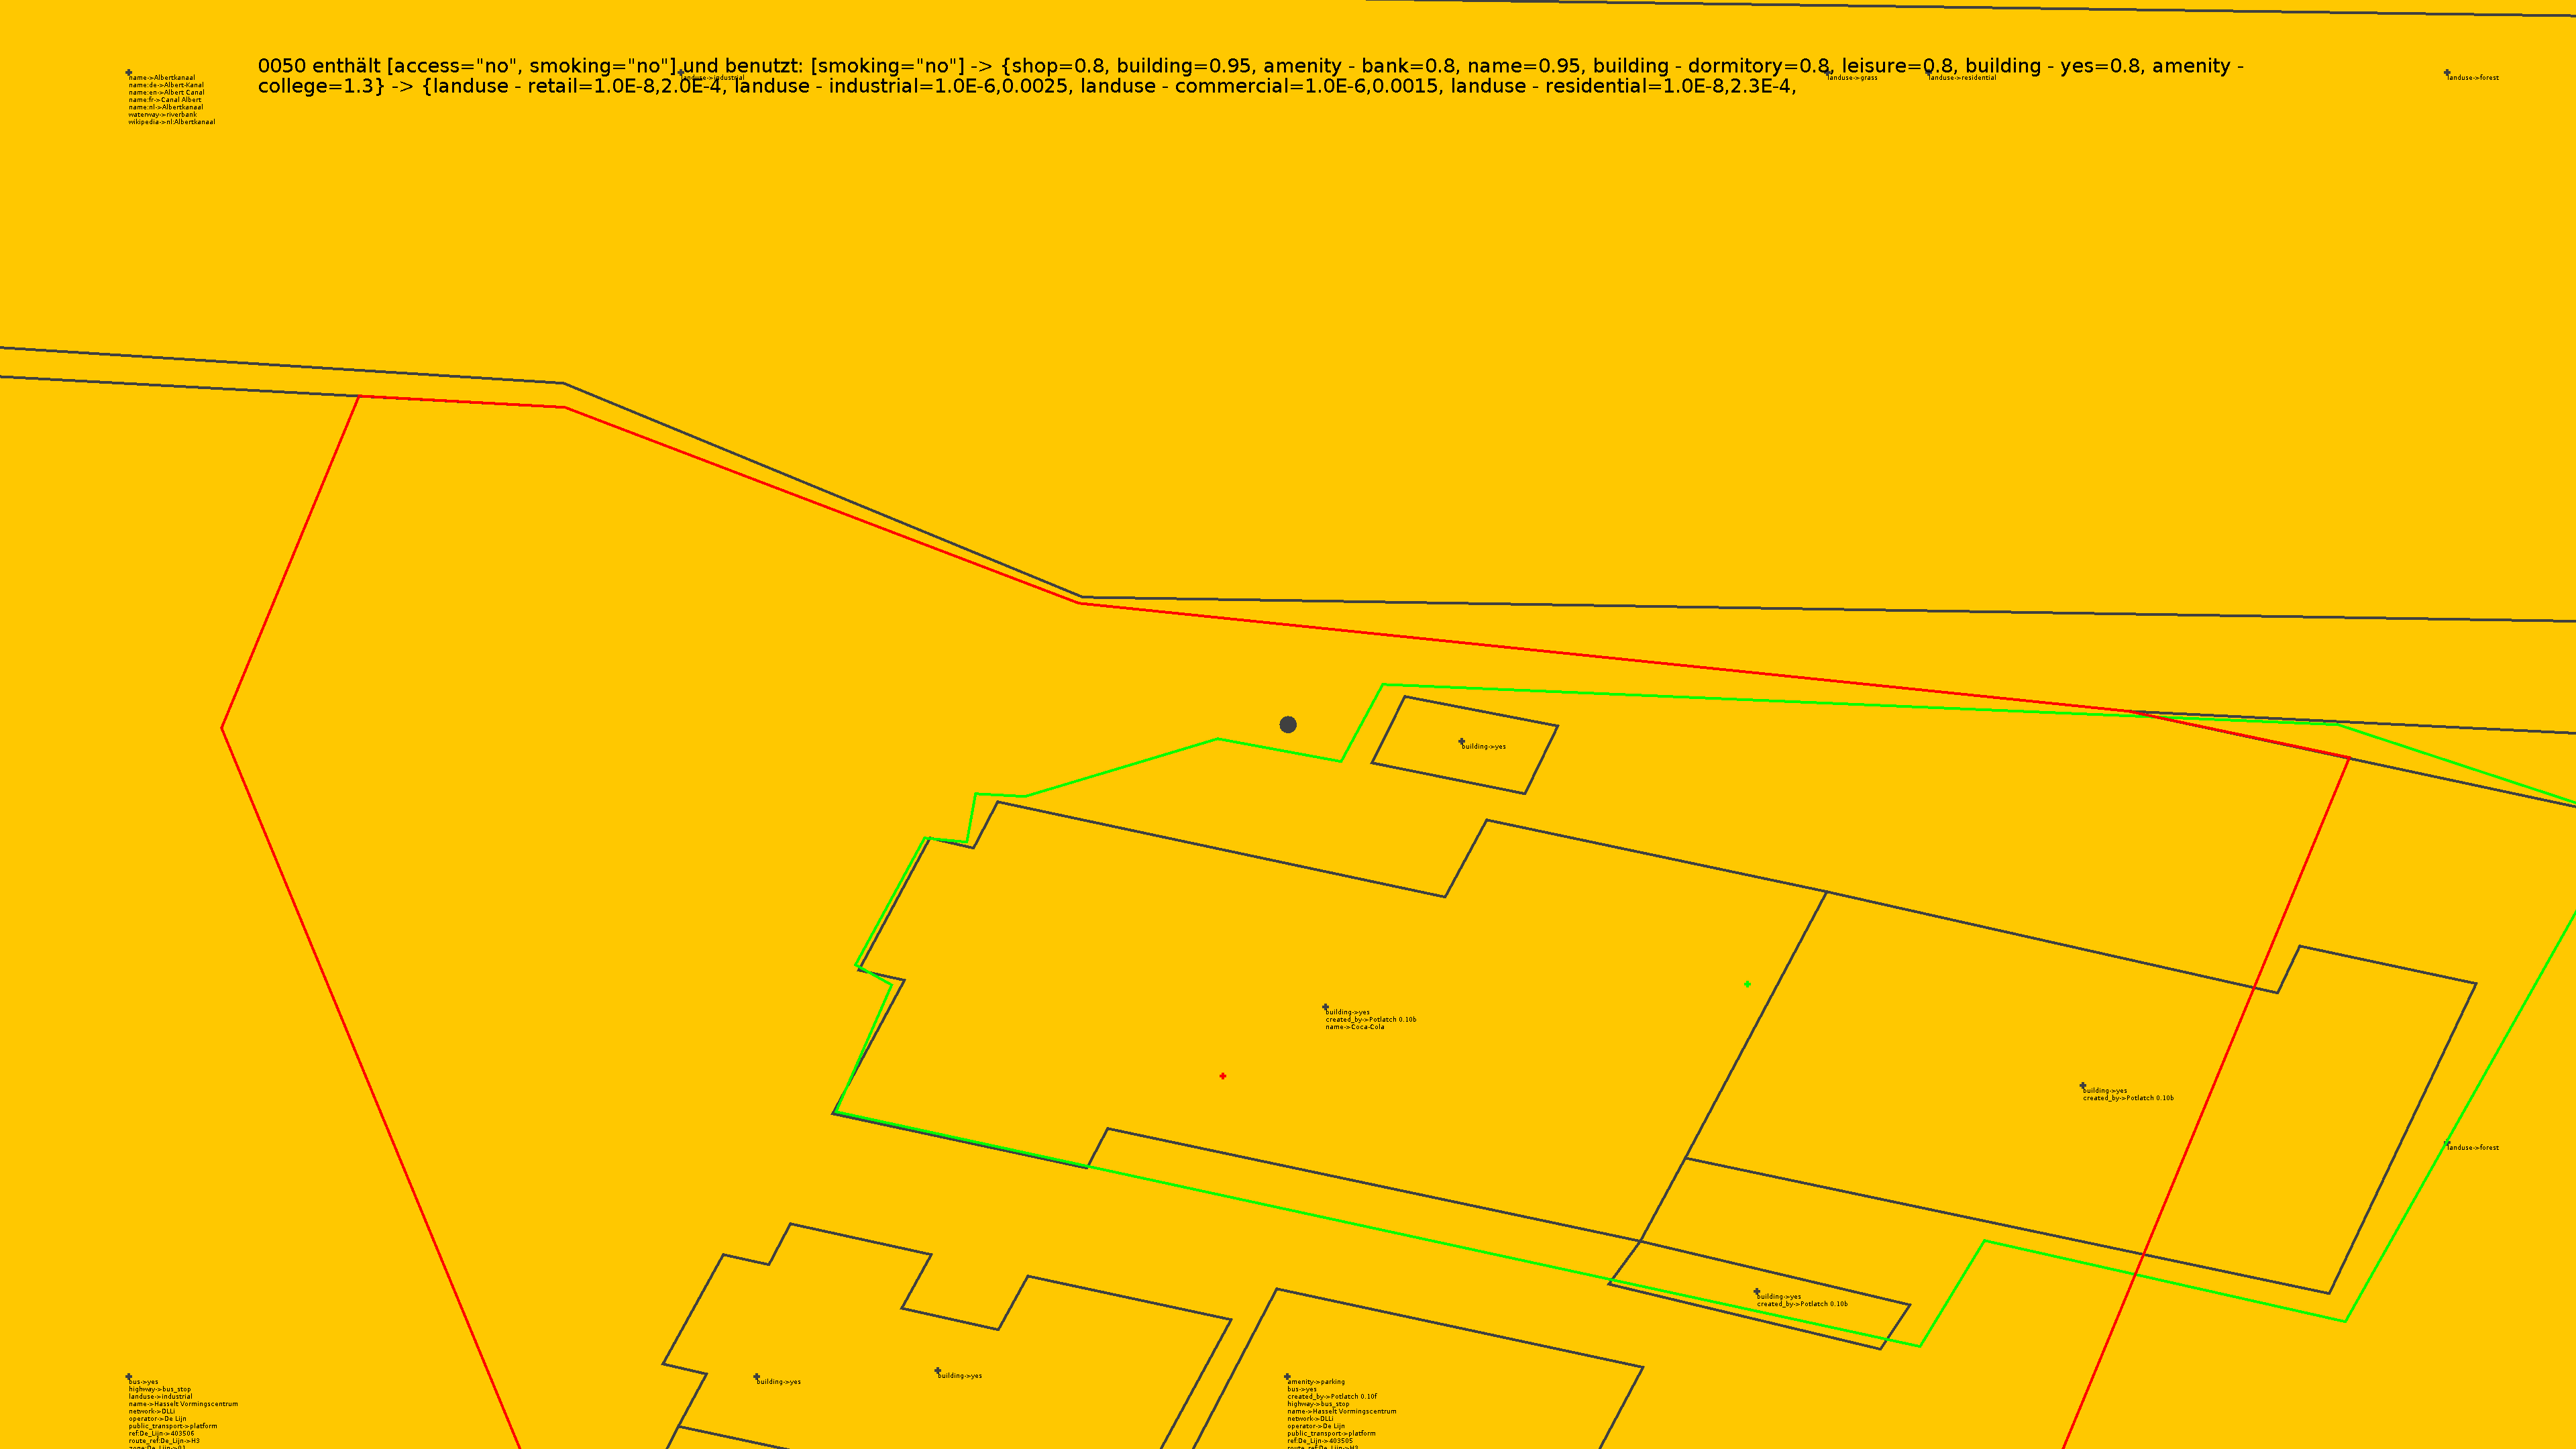 0050 enthält [access="no", smoking="no"] und benutzt: [smoking="no"] -> {shop=0.8, building=0.95, amenity - bank=0.8, name=0.95, building - dormitory=0.8, leisure=0.8, building - yes=0.8, amenity -
college=1.3} -> {landuse - retail=1.0E-8,2.0E-4, landuse - industrial=1.0E-6,0.0025, landuse - commercial=1.0E-6,0.0015, landuse - residential=1.0E-8,2.3E-4,
name->Albertkanaal
name:de->Albert-Kanal
name:en->Albert Canal
name:fr->Canal Albert
name:nl->Albertkanaal
waterway->riverbank
wikipedia->nl:Albertkanaal
landuse->industrial
landuse->grass
landuse->residential
landuse->forest
building->yes
building->yes
created_by->Potlatch 0.10b
name->Coca-Cola
building->yes
created_by->Potlatch 0.10b
landuse->forest
building->yes
created_by->Potlatch 0.10b
building->yes
building->yes
bus->yes
highway->bus_stop
landuse->industrial
name->Hasselt Vormingscentrum
network->DLLi
operator->De Lijn
public_transport->platform
ref:De_Lijn->403506
route_ref:De_Lijn->H3
zone:De_Lijn->01
amenity->parking
bus->yes
created_by->Potlatch 0.10f
highway->bus_stop
name->Hasselt Vormingscentrum
network->DLLi
operator->De Lijn
public_transport->platform
ref:De_Lijn->403505
route_ref:De_Lijn->H3